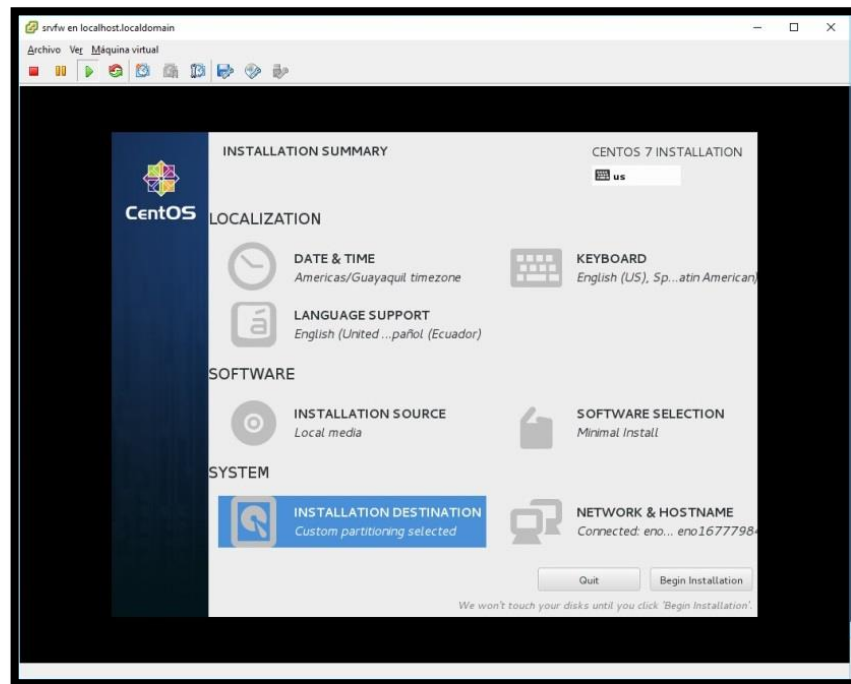 srvfw en localhost.localdomain
Archivo Ver Máquina virtual
INSTALLATION SUMMARY
CENTOS 7 INSTALLATION
us
CentOS
LOCALIZATION
DATE & TIME
Americas/Guayaquil timezone
KEYBOARD
English (US), Sp...atin American)
LANGUAGE SUPPORT
English (United ...pañol (Ecuador)
á
SOFTWARE
INSTALLATION SOURCE
Local media
SOFTWARE SELECTION
Minimal Install
SYSTEM
INSTALLATION DESTINATION
Custom partitioning selected
NETWORK & HOSTNAME
Connected: eno... eno16777984
Quit
Begin Installation
We won't touch your disks until you click 'Begin Installation'.